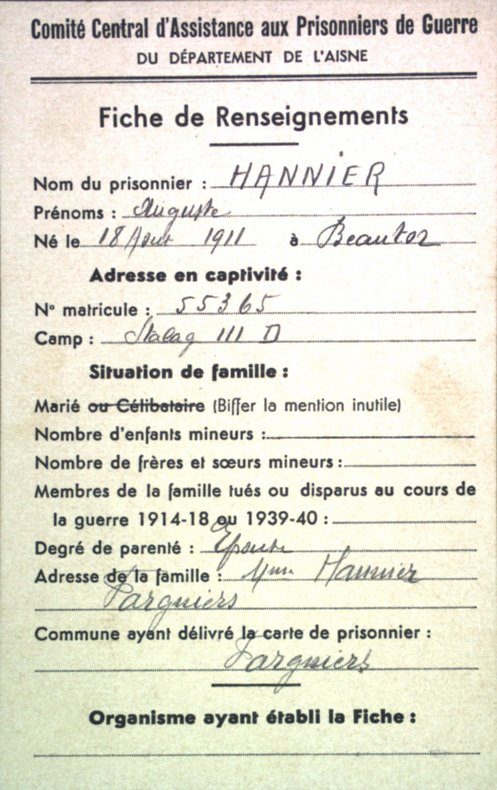 Comité Central d'Assistance aux Prisonniers de Guerre
DU DÉPARTEMENT DE L'AISNE
Fiche de Renseignements
Nom du prisonnier : HANNIER
Prénoms : Auguste
Né le 18 Aout 1911 à Beautor
Adresse en captivité :
N° matricule : 55365
Camp : Stalag III D
Situation de famille :
Marié ou Célibataire (Biffer la mention inutile)
Nombre d'enfants mineurs :
Nombre de frères et sœurs mineurs :
Membres de la famille tués ou disparus au cours de
la guerre 1914-18 ou 1939-40 :
Degré de parenté : Epouse
Adresse de la famille : Mme Hannier
Fargniers
Commune ayant délivré la carte de prisonnier :
Fargniers
Organisme ayant établi la Fiche :